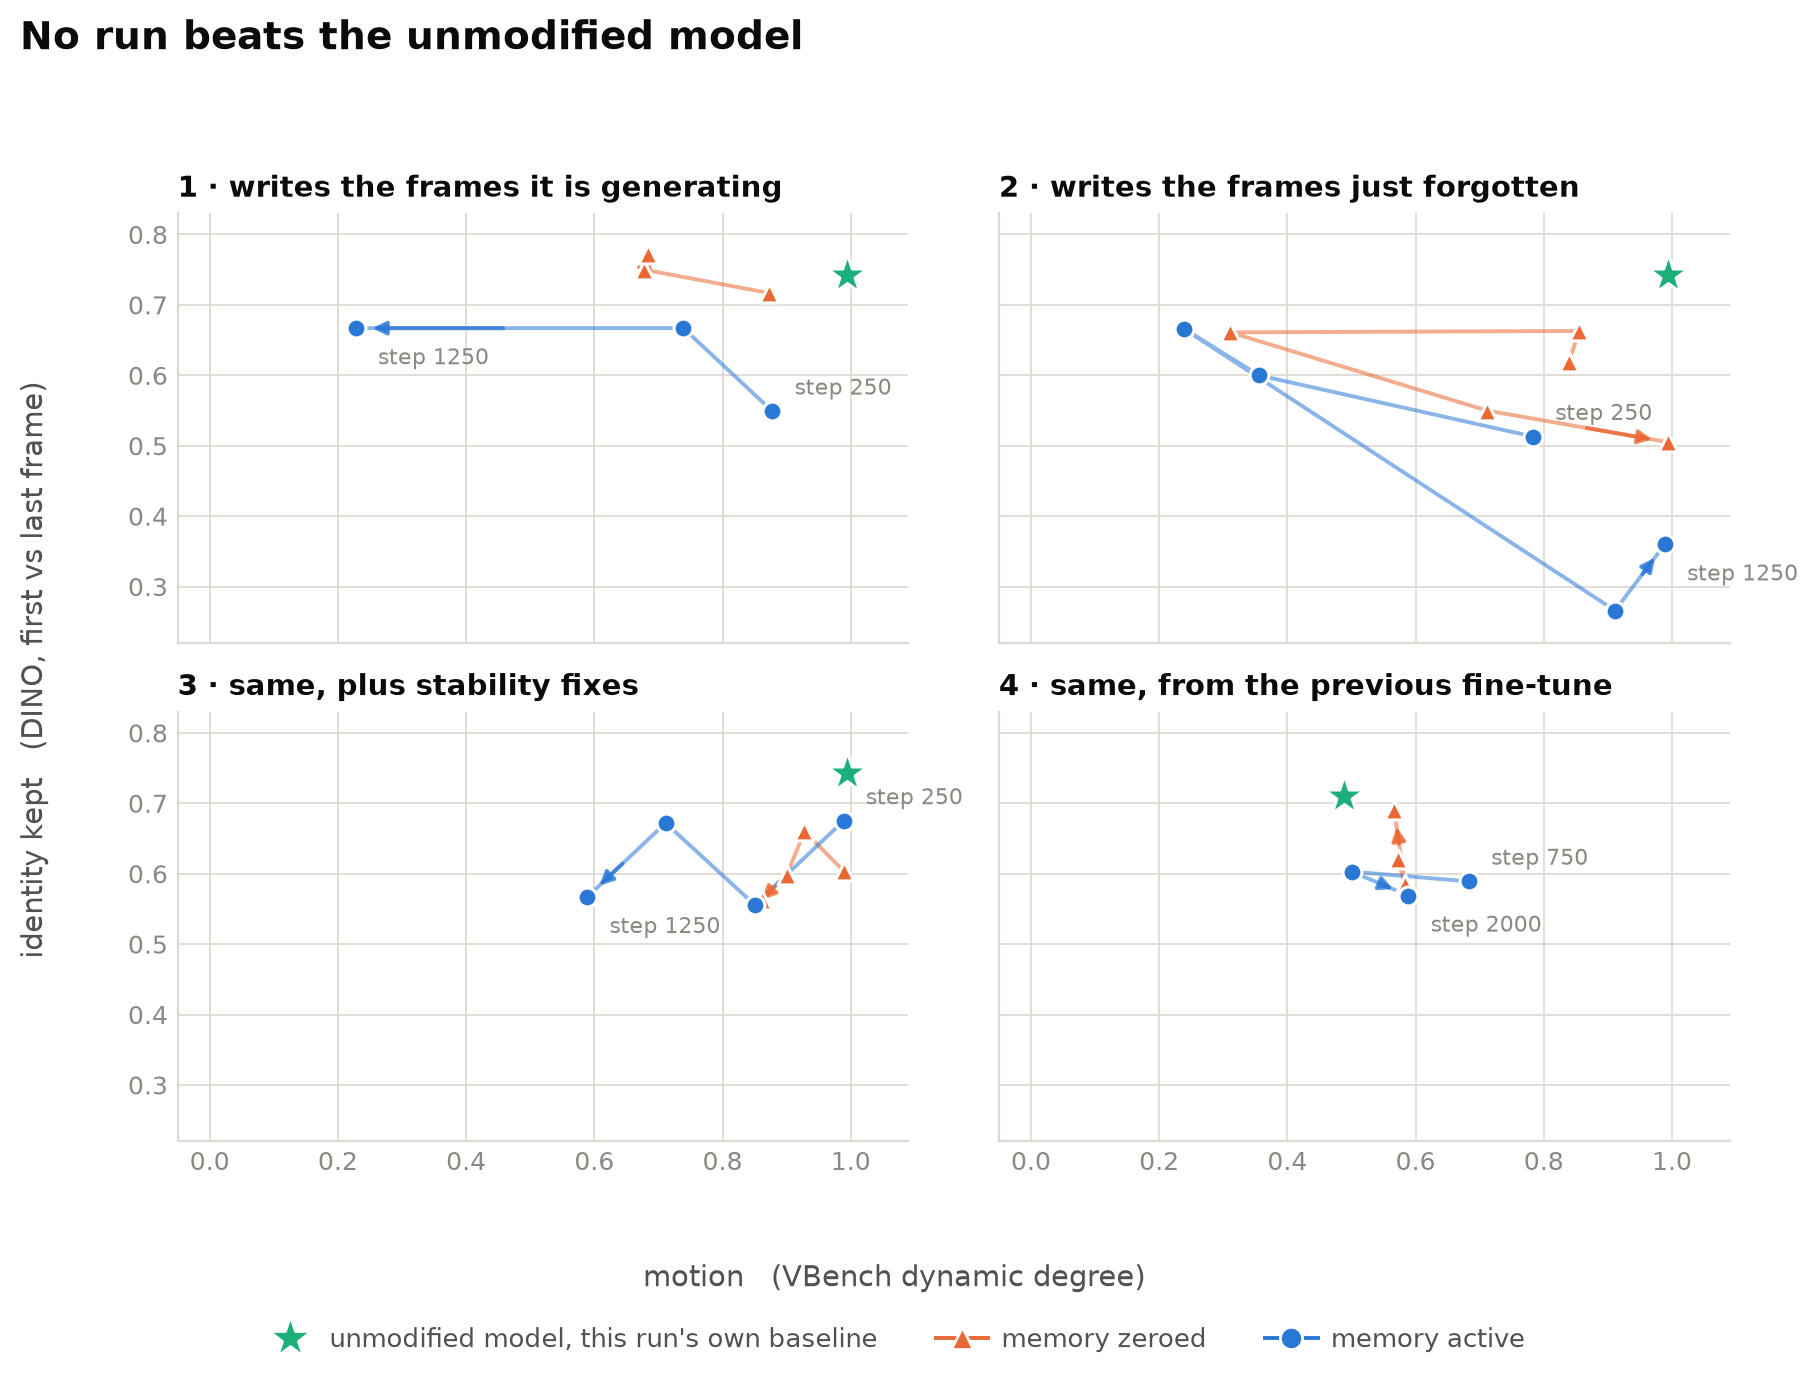 No run beats the unmodified model
1 · writes the frames it is generating
2 · writes the frames just forgotten
0.8
0.7
0.6
0.5
0.4
0.3
step 1250
step 250
step 250
step 1250
identity kept (DINO, first vs last frame)
3 · same, plus stability fixes
4 · same, from the previous fine-tune
0.8
0.7
0.6
0.5
0.4
0.3
step 250
step 1250
step 750
step 2000
0.0 0.2 0.4 0.6 0.8 1.0
0.0 0.2 0.4 0.6 0.8 1.0
motion (VBench dynamic degree)
unmodified model, this run's own baseline
memory zeroed
memory active